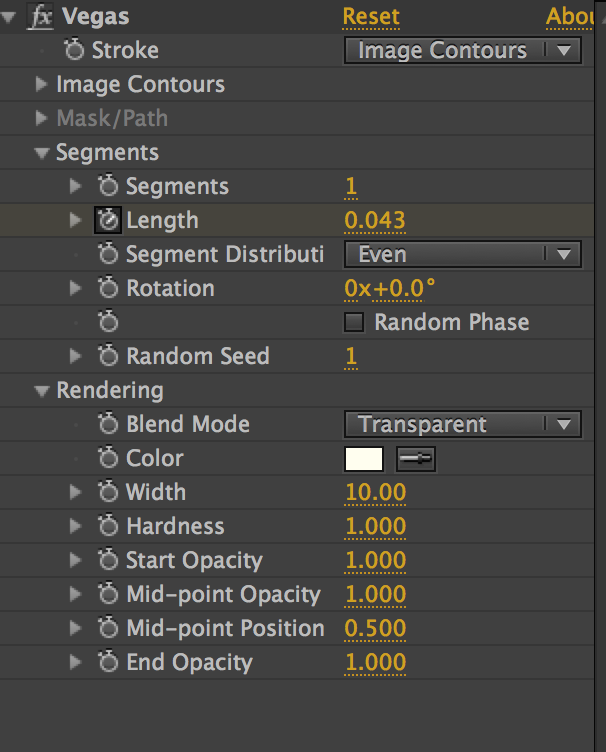 fx Vegas Reset Abou
Stroke Image Contours
Image Contours
Mask/Path
Segments
Segments 1
Length 0.043
Segment Distributi Even
Rotation 0x+0.0°
Random Phase
Random Seed 1
Rendering
Blend Mode Transparent
Color
Width 10.00
Hardness 1.000
Start Opacity 1.000
Mid-point Opacity 1.000
Mid-point Position 0.500
End Opacity 1.000